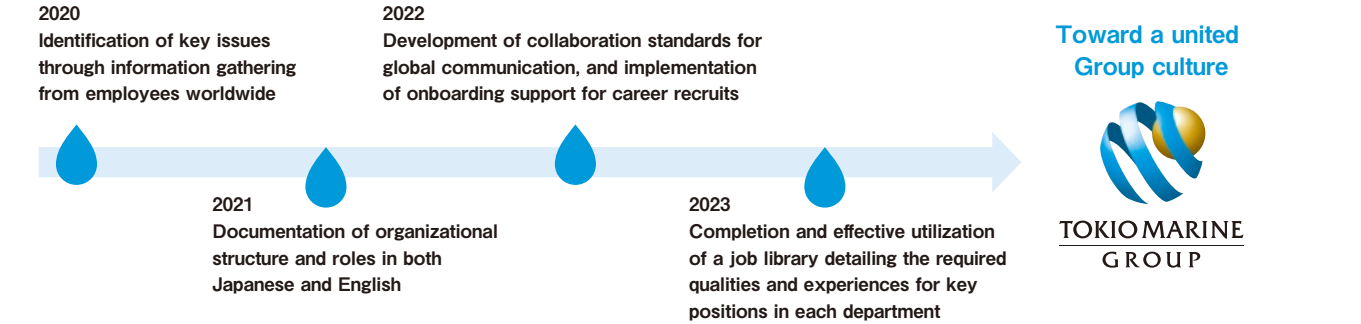 2020
Identification of key issues
through information gathering
from employees worldwide
2022
Development of collaboration standards for
global communication, and implementation
of onboarding support for career recruits
Toward a united
Group culture
2021
Documentation of organizational
structure and roles in both
Japanese and English
2023
Completion and effective utilization
of a job library detailing the required
qualities and experiences for key
positions in each department
TOKIO MARINE
GROUP